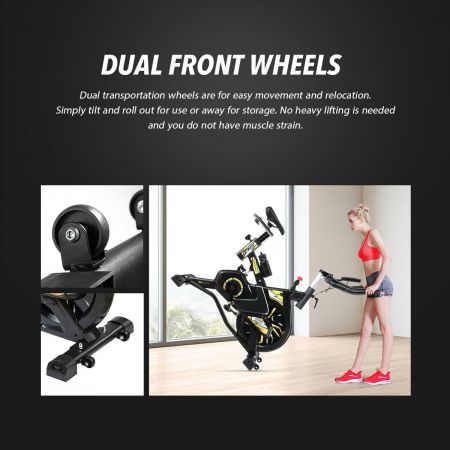 DUAL FRONT WHEELS
Dual transportation wheels are for easy movement and relocation.
Simply tilt and roll out for use or away for storage. No heavy lifting is needed
and you do not have muscle strain.